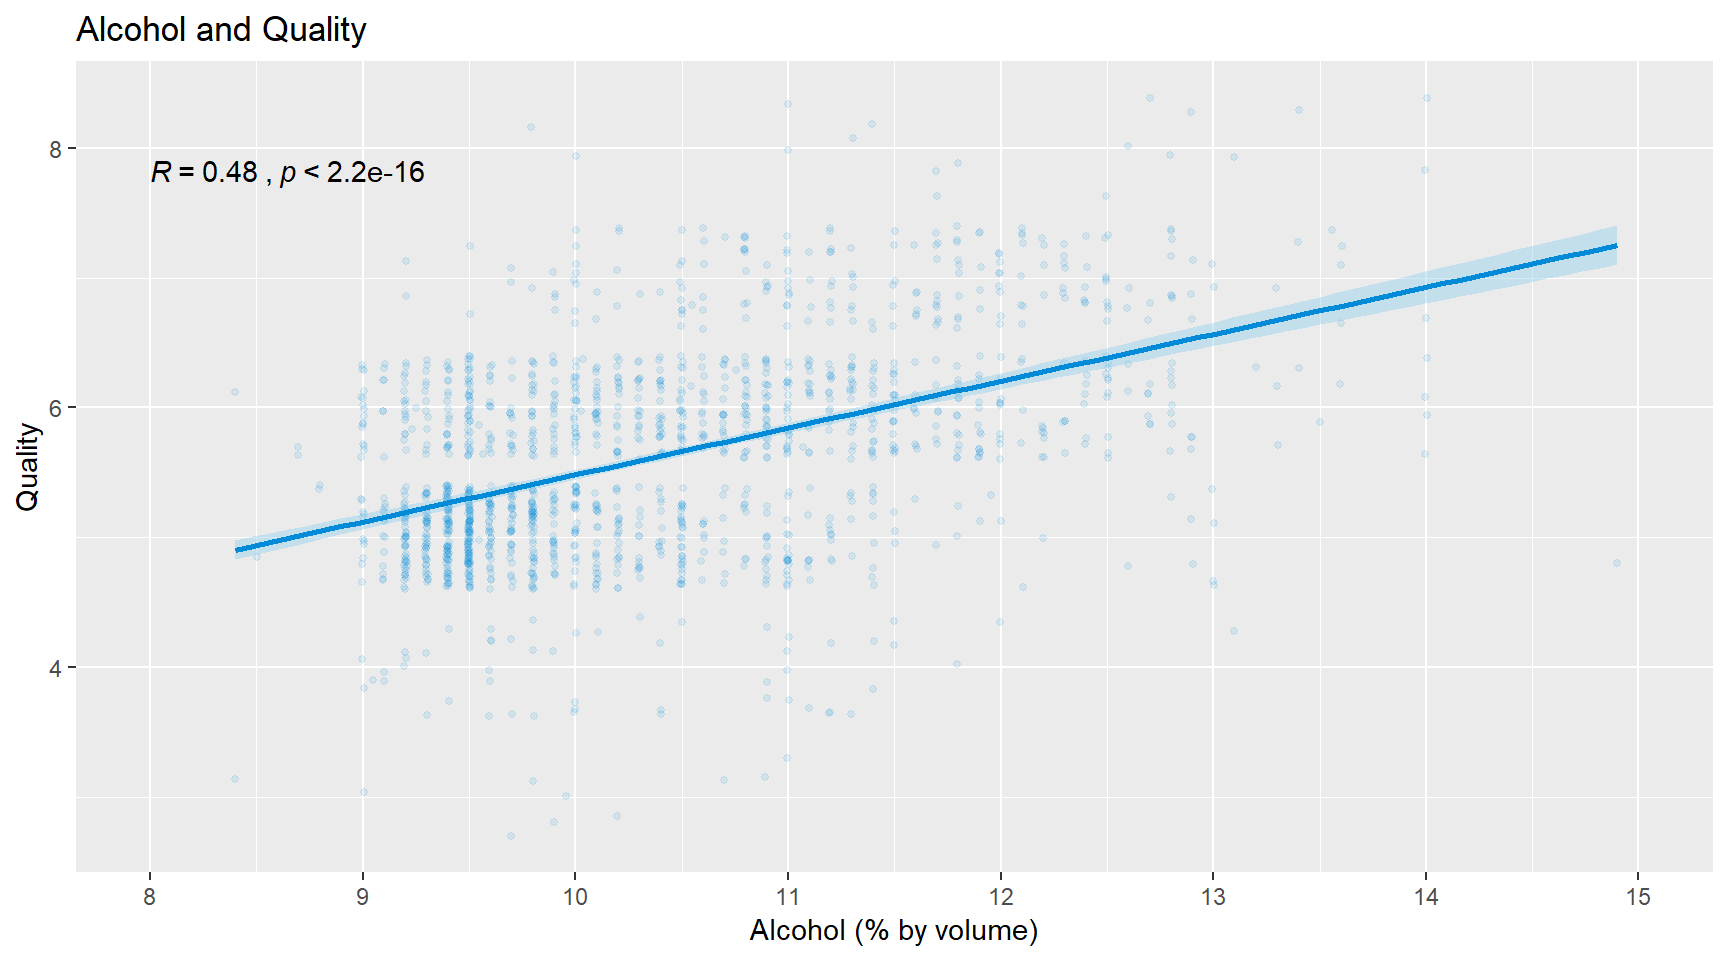 Alcohol and Quality
8
R = 0.48 , p < 2.2e-16
6
Quality
4
8 9 10 11 12 13 14 15
Alcohol (% by volume)